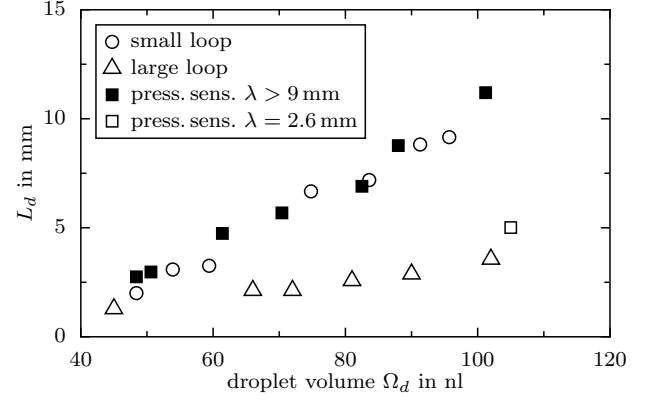 15
10
5
0
40
60
80
100
120
L_d in mm
droplet volume Ω_d in nl
small loop
large loop
press. sens. λ > 9 mm
press. sens. λ = 2.6 mm